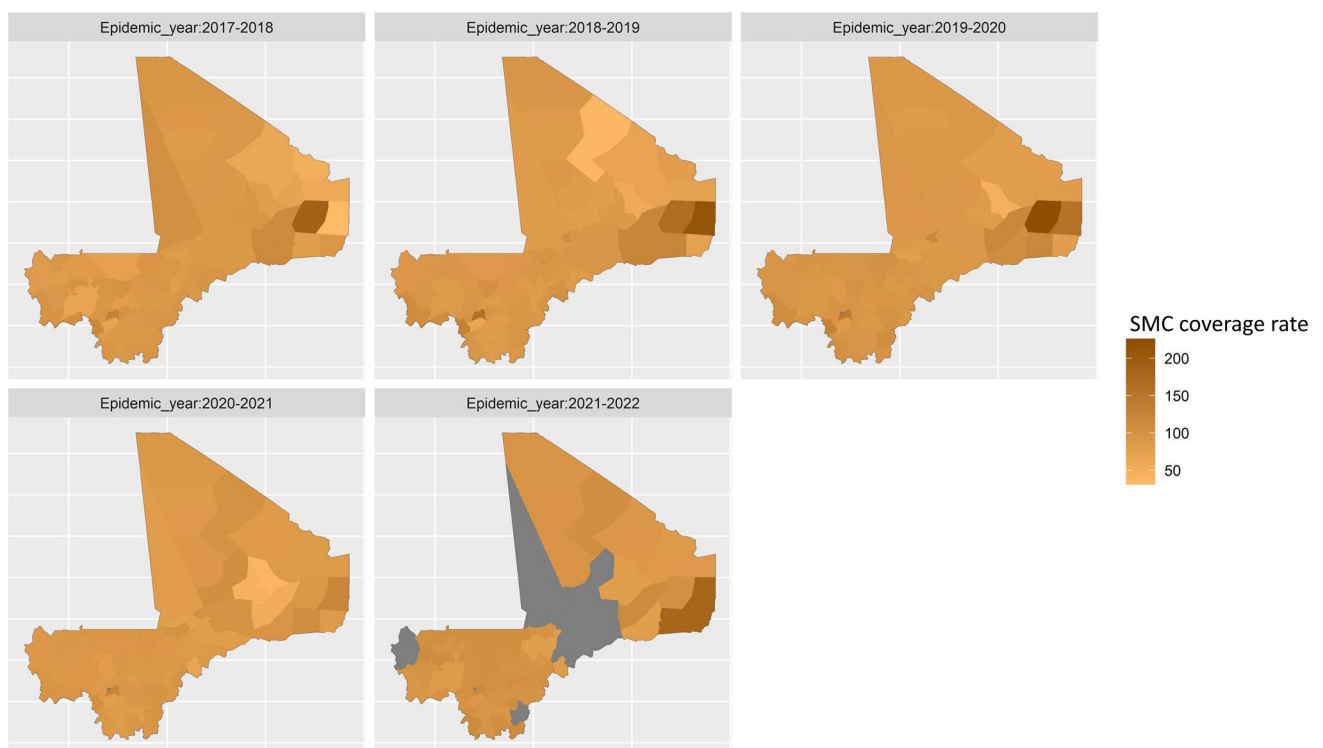 Epidemic_year:2017-2018
Epidemic_year:2018-2019
Epidemic_year:2019-2020
SMC coverage rate
200
150
100
50
Epidemic_year:2020-2021
Epidemic_year:2021-2022